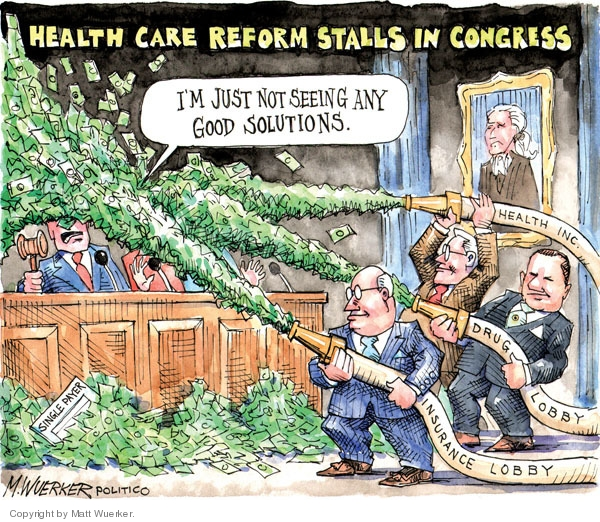 HEALTH CARE REFORM STALLS IN CONGRESS
I'M JUST NOT SEEING ANY
GOOD SOLUTIONS.
HEALTH INC.
DRUG LOBBY
INSURANCE LOBBY
SINGLE PAYER
M.WUERKER POLITICO
Copyright by Matt Wuerker.